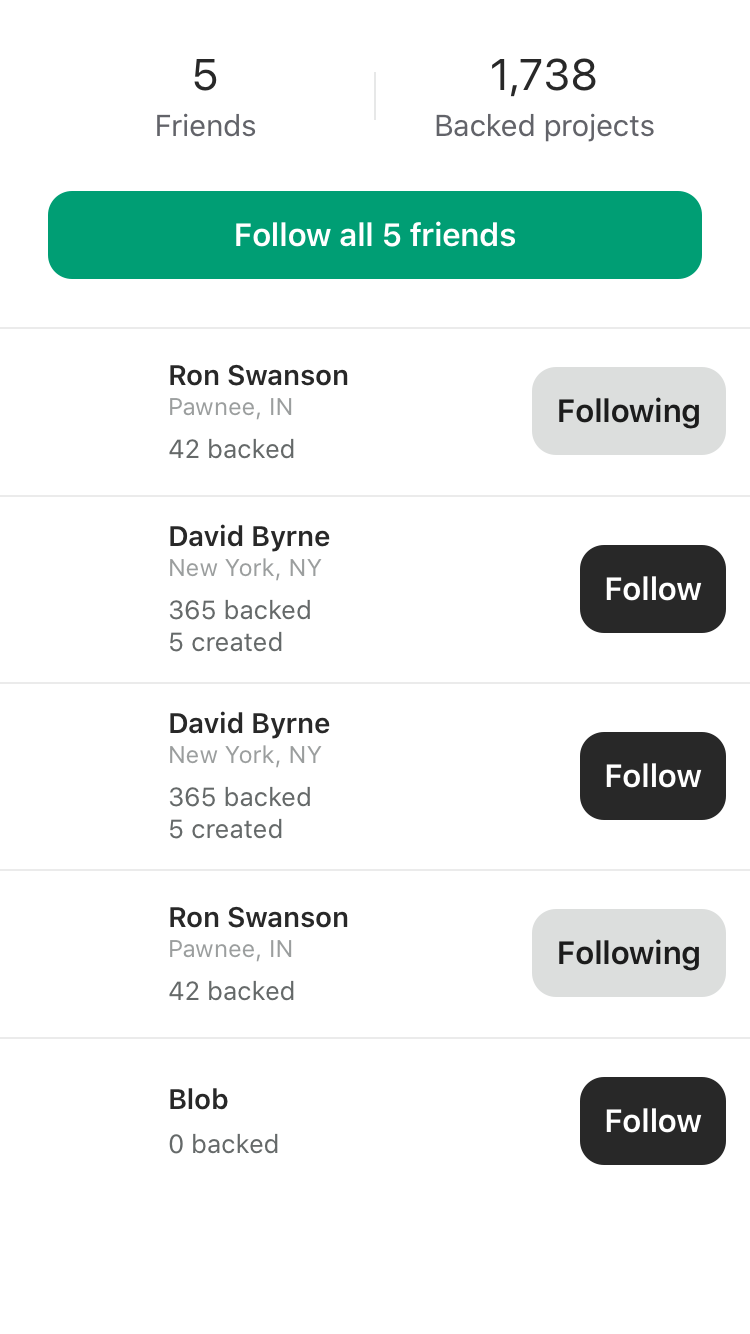 5
Friends
1,738
Backed projects
Follow all 5 friends
Ron Swanson
Pawnee, IN
42 backed
Following
David Byrne
New York, NY
365 backed
5 created
Follow
David Byrne
New York, NY
365 backed
5 created
Follow
Ron Swanson
Pawnee, IN
42 backed
Following
Blob
0 backed
Follow